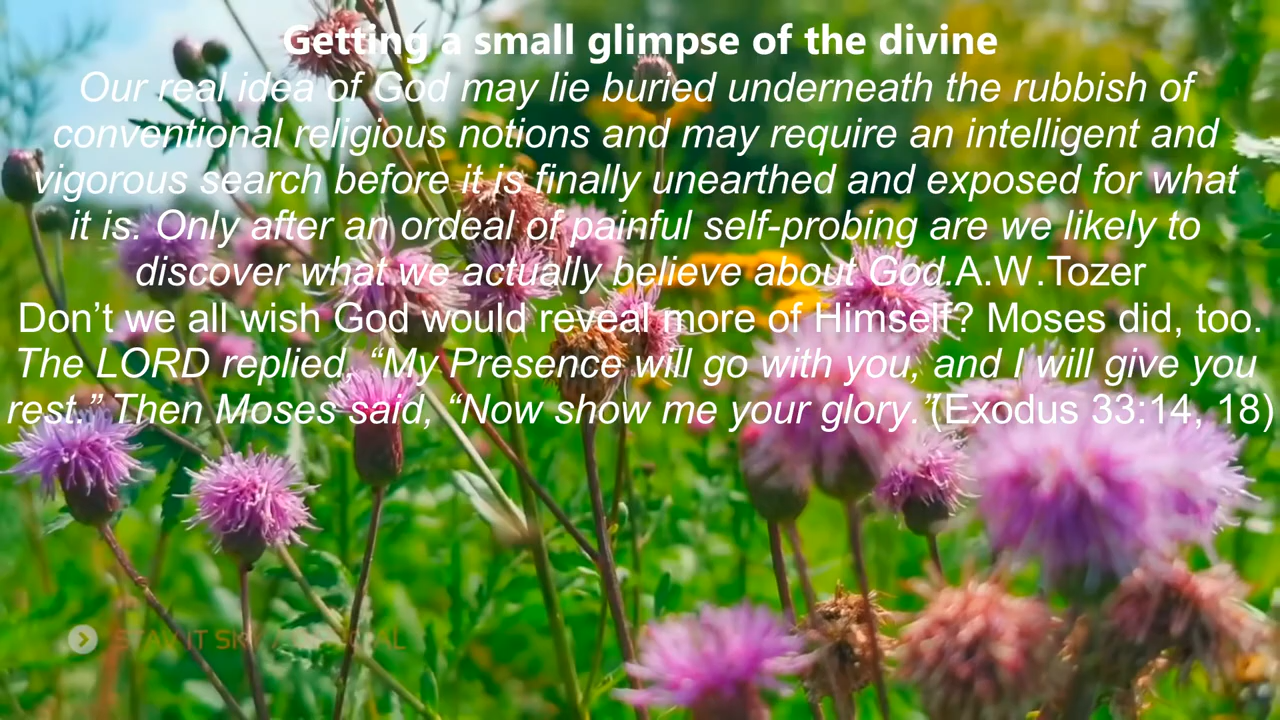 Getting a small glimpse of the divine
Our real idea of God may lie buried underneath the rubbish of
conventional religious notions and may require an intelligent and
vigorous search before it is finally unearthed and exposed for what
it is. Only after an ordeal of painful self-probing are we likely to
discover what we actually believe about God.A.W.Tozer
Don’t we all wish God would reveal more of Himself? Moses did, too.
The LORD replied, “My Presence will go with you, and I will give you
rest.” Then Moses said, “Now show me your glory.”(Exodus 33:14, 18)
STAY IT